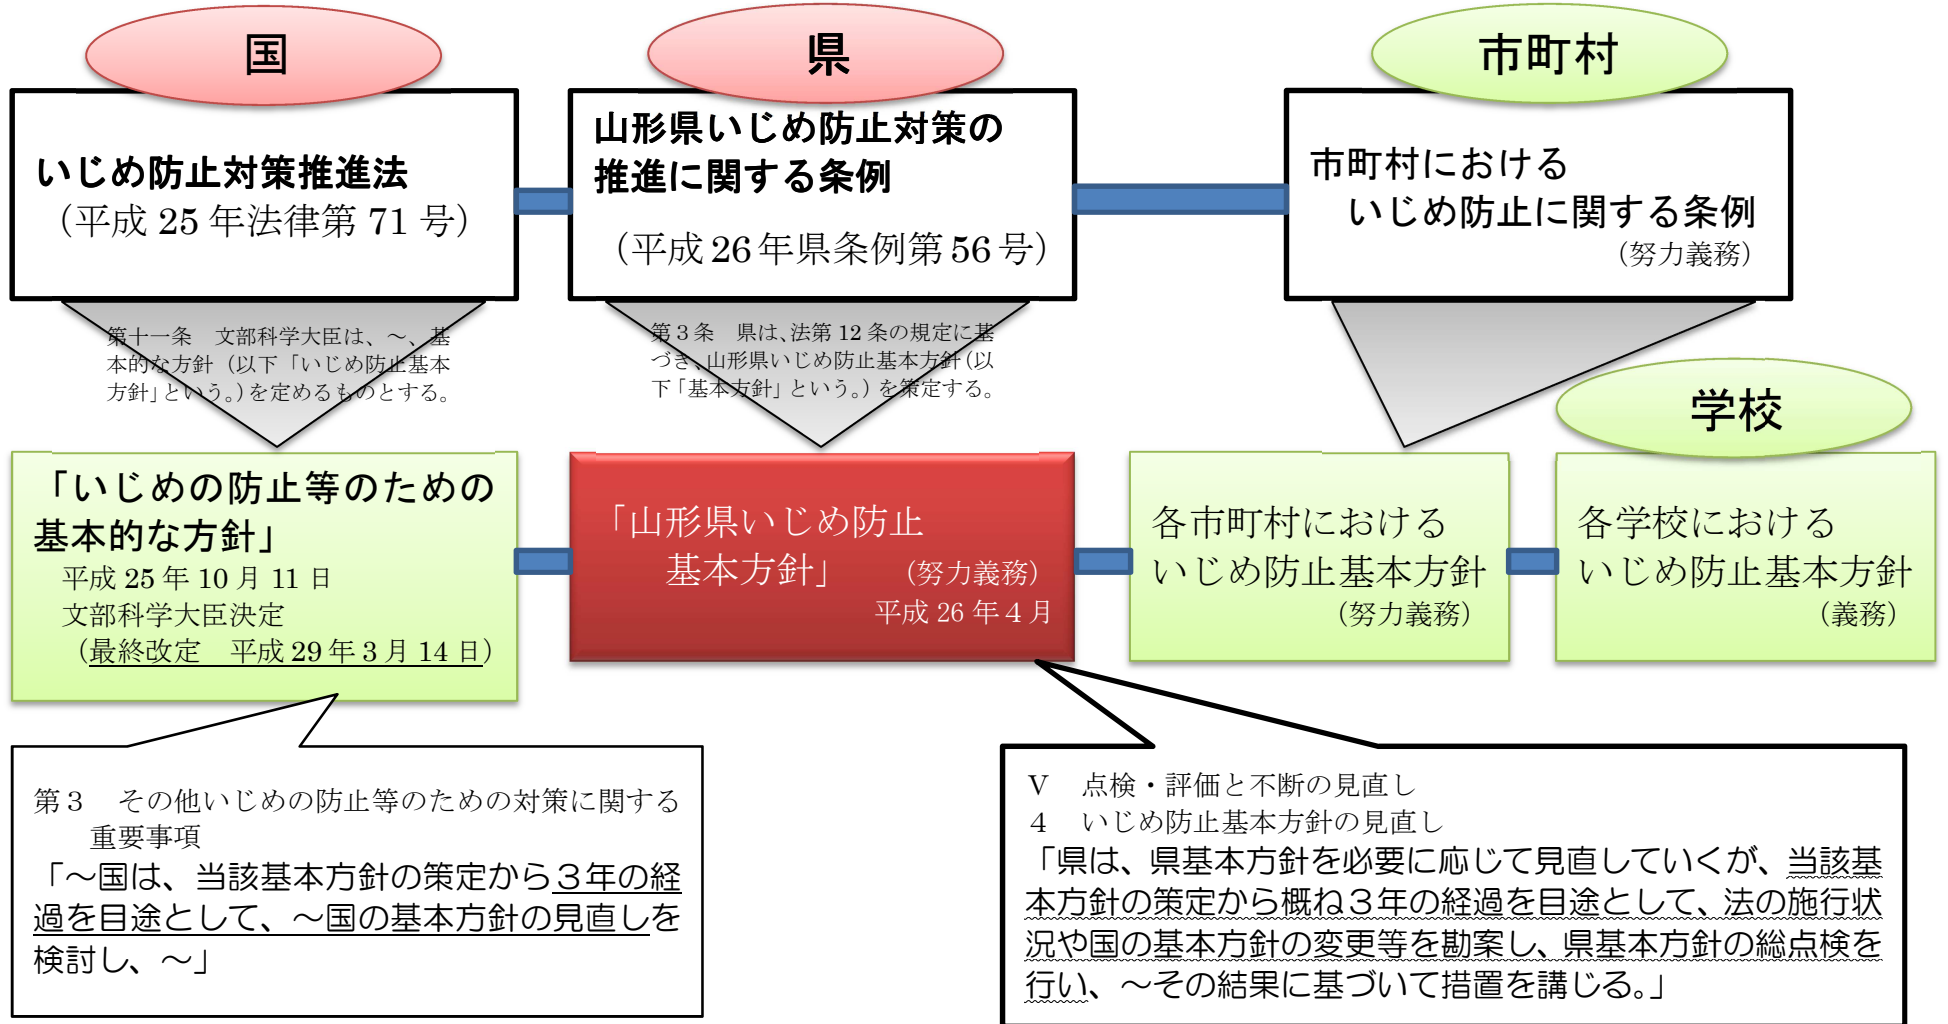 国
県
市町村
いじめ防止対策推進法
（平成 25 年法律第 71 号）
山形県いじめ防止対策の
推進に関する条例
（平成 26 年県条例第 56 号）
市町村における
いじめ防止に関する条例
（努力義務）
第十一条　文部科学大臣は、～、基
本的な方針（以下「いじめ防止基本
方針」という。）を定めるものとする。
第３条　県は、法第 12 条の規定に基
づき、山形県いじめ防止基本方針（以
下「基本方針」という。）を策定する。
学校
「いじめの防止等のための
基本的な方針」
平成 25 年 10 月 11 日
文部科学大臣決定
（最終改定　平成 29 年３月 14 日）
「山形県いじめ防止
基本方針」　（努力義務）
平成 26 年４月
各市町村における
いじめ防止基本方針
（努力義務）
各学校における
いじめ防止基本方針
（義務）
第３　その他いじめの防止等のための対策に関する
重要事項
「～国は、当該基本方針の策定から３年の経
過を目途として、～国の基本方針の見直しを
検討し、～」
Ⅴ　点検・評価と不断の見直し
４　いじめ防止基本方針の見直し
「県は、県基本方針を必要に応じて見直していくが、当該基
本方針の策定から概ね３年の経過を目途として、法の施行状
況や国の基本方針の変更等を勘案し、県基本方針の総点検を
行い、～その結果に基づいて措置を講じる。」